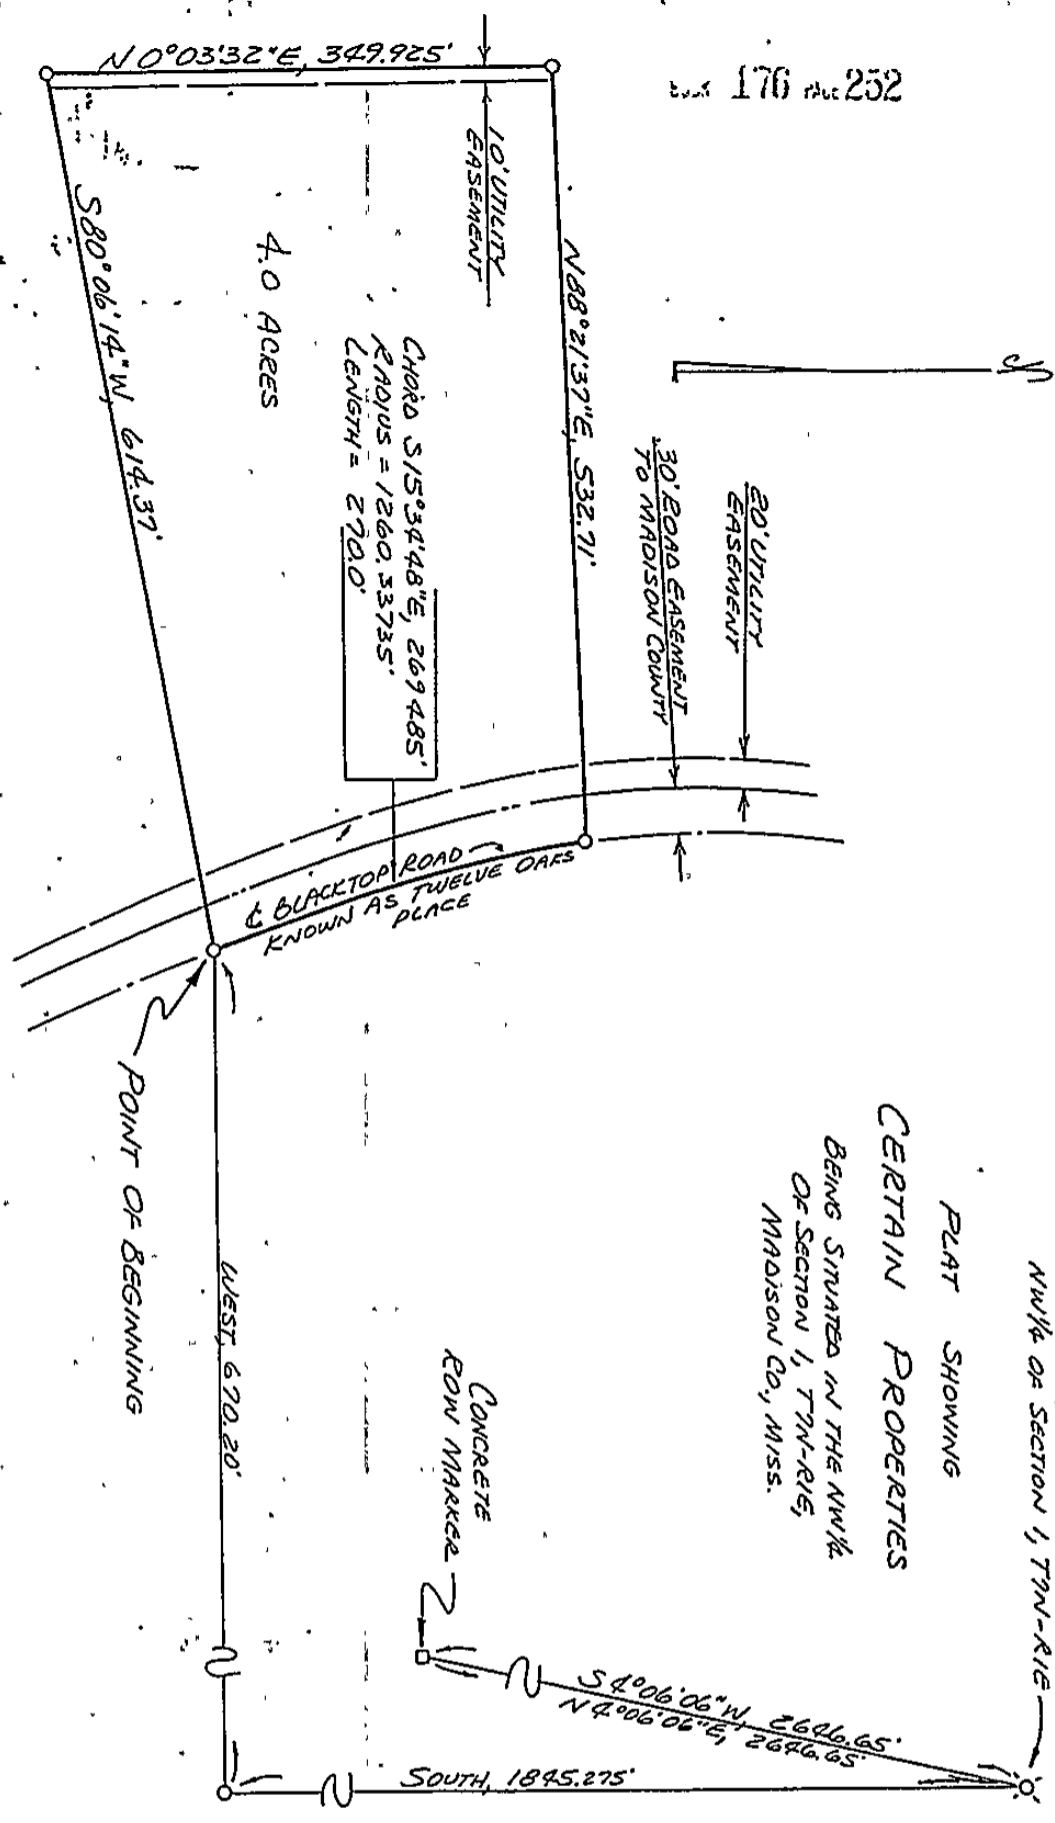 176 252
N 0°03'32"E, 349.925'
10' UTILITY
EASEMENT
N88°21'37"E, 532.71'
S80°06'14"W, 614.37'
4.0 ACRES
CHORD S15°34'48"E, 269.485'
RADIUS = 1260.33735'
LENGTH = 270.0'
20' UTILITY
EASEMENT
30' ROAD EASEMENT
TO MADISON COUNTY
℄ BLACKTOP ROAD
KNOWN AS TWELVE OAKS
PLACE
POINT OF BEGINNING
WEST, 670.20'
NW¼ OF SECTION 1, T7N-R1E
PLAT SHOWING
CERTAIN PROPERTIES
BEING SITUATED IN THE NW¼
OF SECTION 1, T7N-R1E,
MADISON CO., MISS.
CONCRETE
ROW MARKER
S4°06'06"W, 2646.65'
N4°06'06"E, 2646.65'
SOUTH, 1845.275'